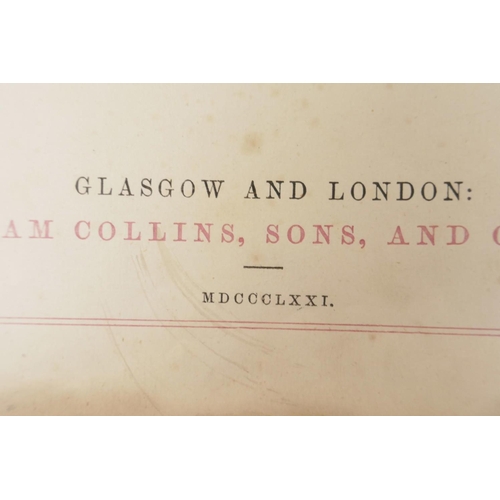 GLASGOW AND LONDON:
AM COLLINS, SONS, AND
MDCCCLXXI.